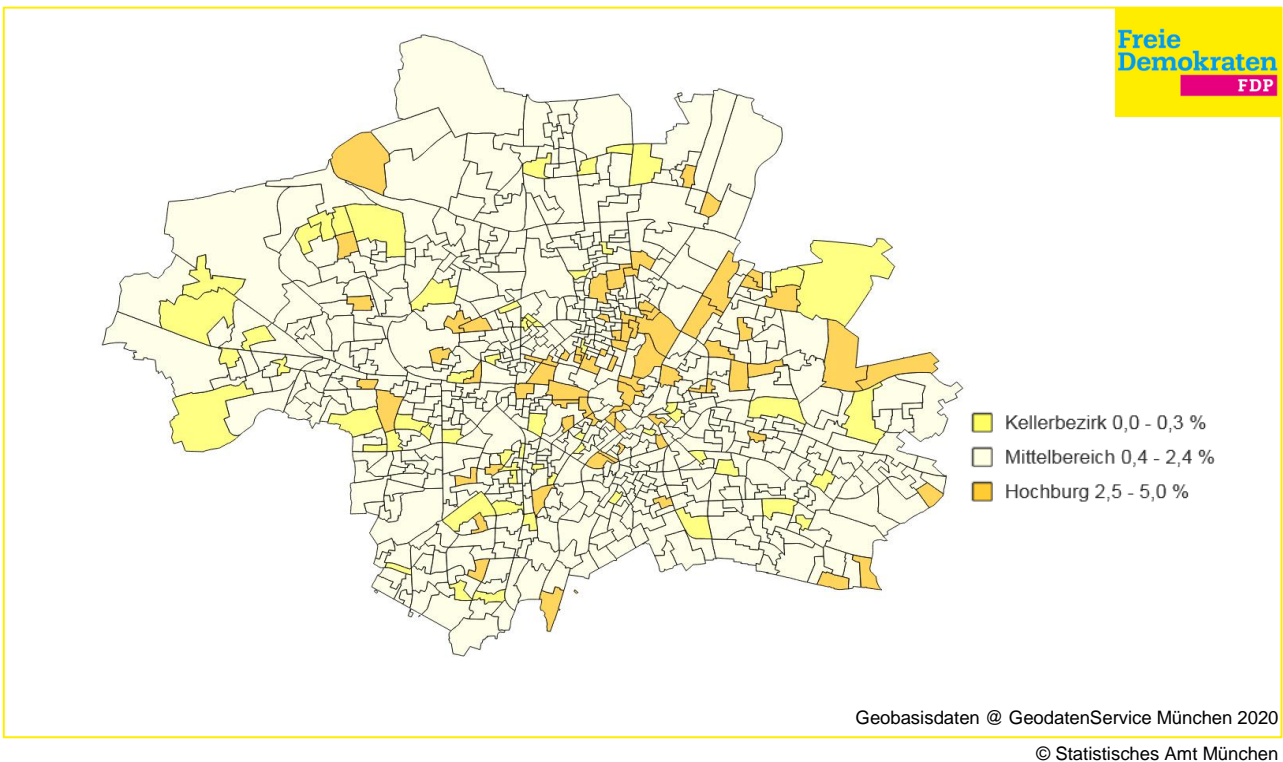 Freie
Demokraten
FDP
Kellerbezirk 0,0 - 0,3 %
Mittelbereich 0,4 - 2,4 %
Hochburg 2,5 - 5,0 %
Geobasisdaten @ GeodatenService München 2020
© Statistisches Amt München